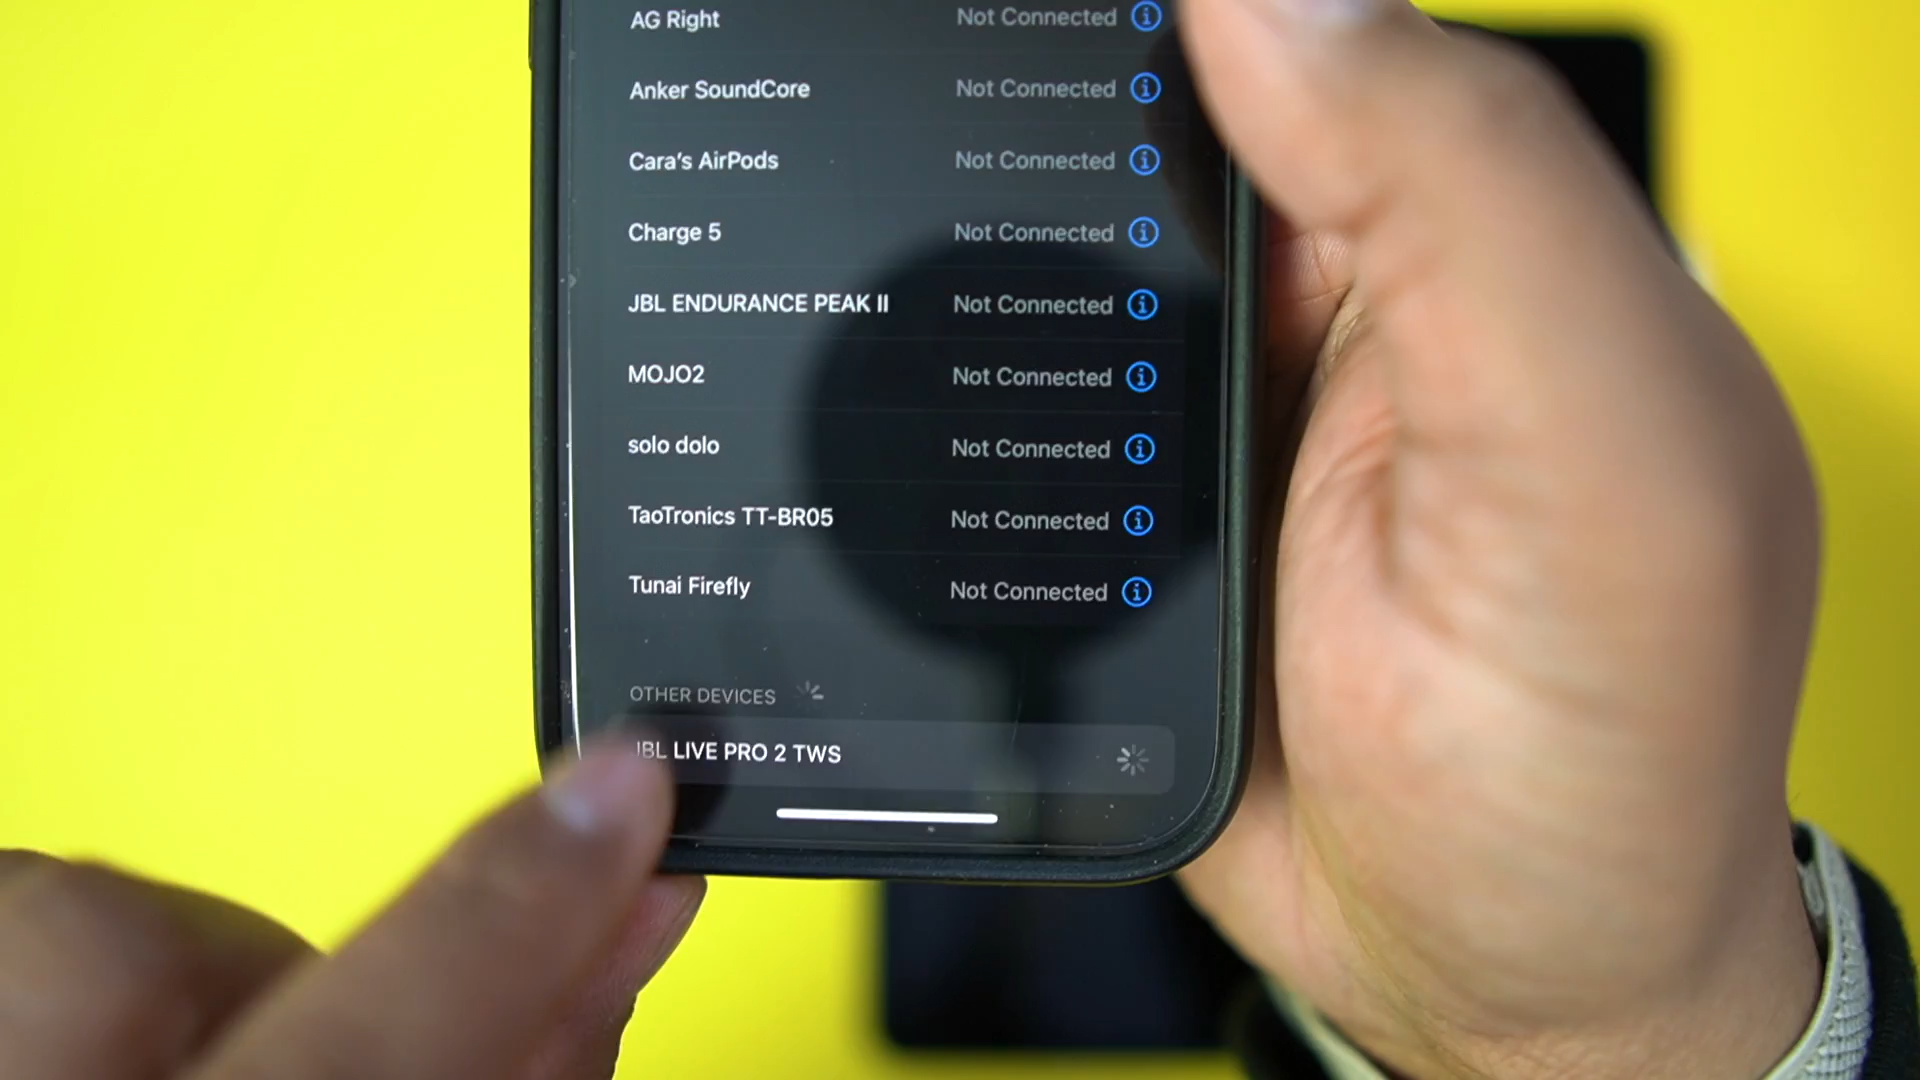 AG Right Not Connected
Anker SoundCore Not Connected
Cara's AirPods Not Connected
Charge 5 Not Connected
JBL ENDURANCE PEAK II Not Connected
MOJO2 Not Connected
solo dolo Not Connected
TaoTronics TT-BR05 Not Connected
Tunai Firefly Not Connected
OTHER DEVICES
JBL LIVE PRO 2 TWS